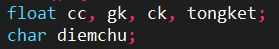 float cc, gk, ck, tongket;
char diemchu;